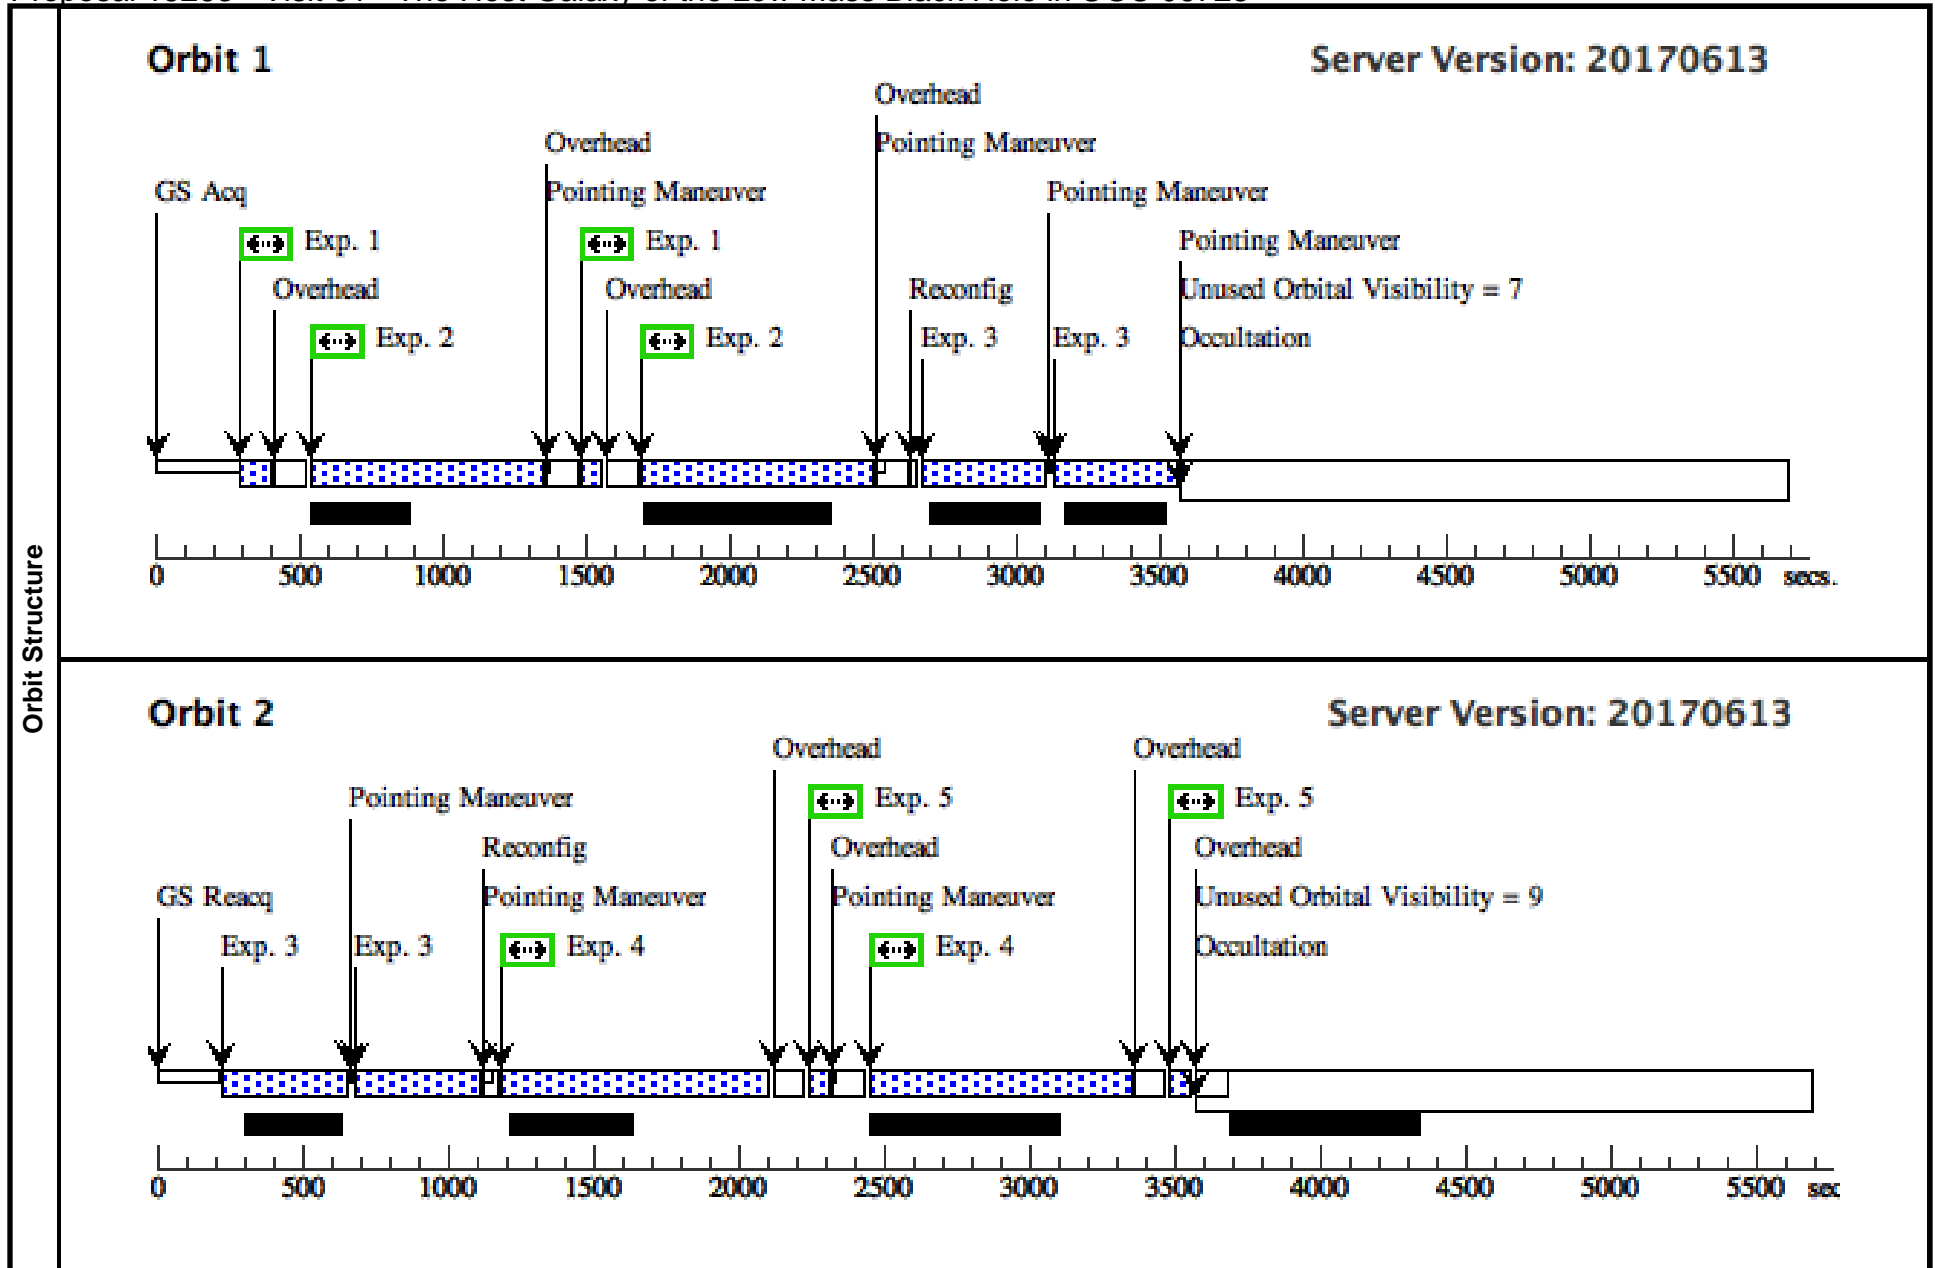 Orbit Structure
Orbit 1
Server Version: 20170613
Overhead
Overhead
Pointing Maneuver
GS Acq
Pointing Maneuver
Pointing Maneuver
Exp. 1
Exp. 1
Pointing Maneuver
Overhead
Overhead
Reconfig
Unused Orbital Visibility = 7
Exp. 2
Exp. 2
Exp. 3
Exp. 3
Occultation
0 500 1000 1500 2000 2500 3000 3500 4000 4500 5000 5500 secs.
Orbit 2
Server Version: 20170613
Overhead
Overhead
Pointing Maneuver
Exp. 5
Exp. 5
Reconfig
Overhead
Overhead
GS Reacq
Pointing Maneuver
Pointing Maneuver
Unused Orbital Visibility = 9
Exp. 3
Exp. 3
Exp. 4
Exp. 4
Occultation
0 500 1000 1500 2000 2500 3000 3500 4000 4500 5000 5500 sec